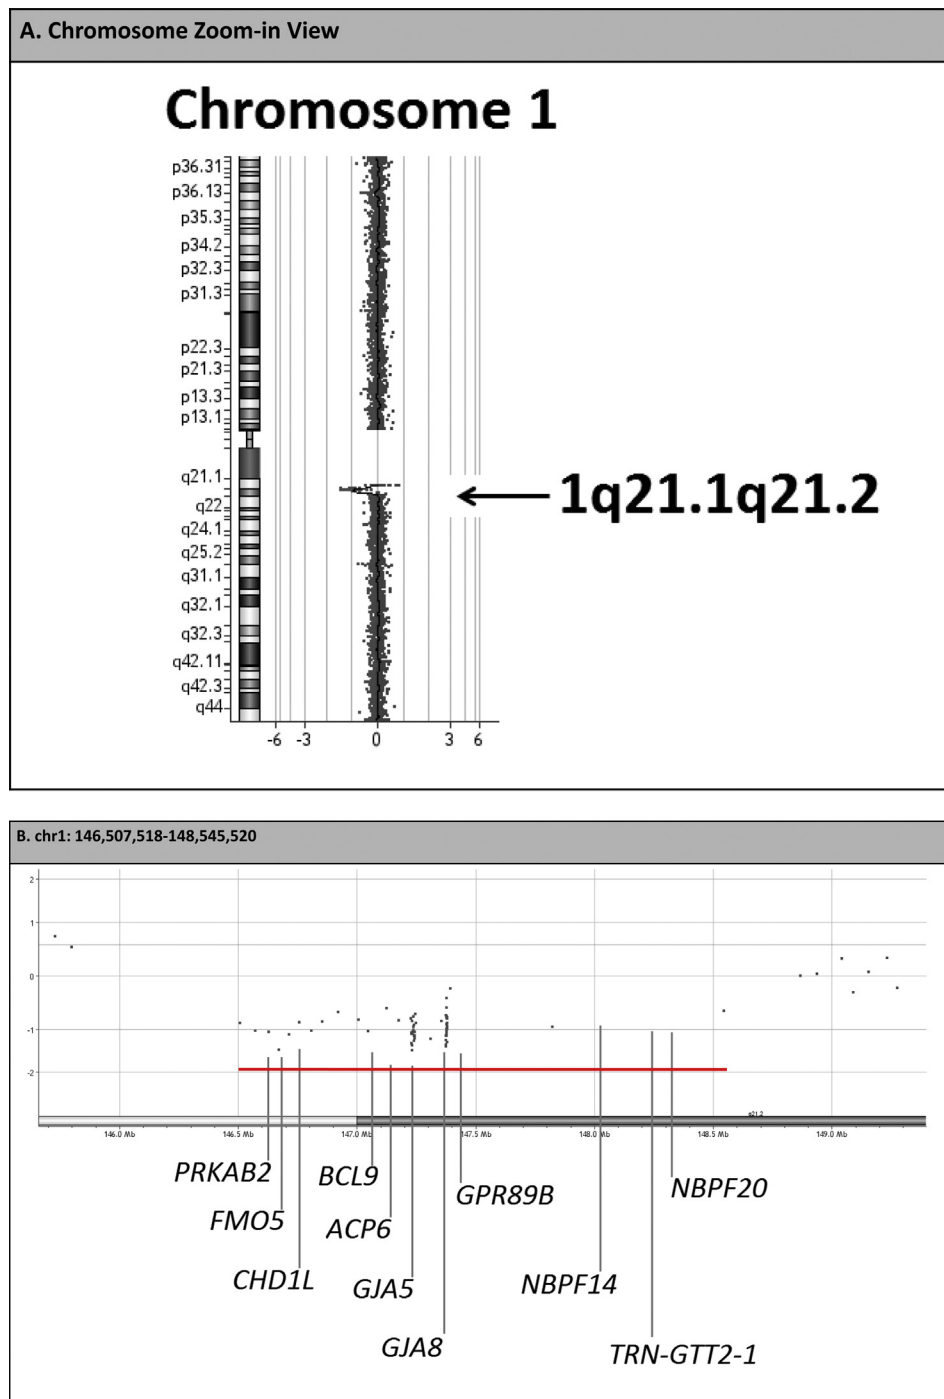 A. Chromosome Zoom-in View
Chromosome 1
p36.31
p36.13
p35.3
p34.2
p32.3
p31.3
p22.3
p21.3
p13.3
p13.1
q21.1
q22
q24.1
q25.2
q31.1
q32.1
q32.3
q42.11
q42.3
q44
1q21.1q21.2
-6 -3 0 3 6
B. chr1: 146,507,518-148,545,520
2
1
0
-1
-2
q21.2
146.0 Mb 146.5 Mb 147.0 Mb 147.5 Mb 148.0 Mb 148.5 Mb 149.0 Mb
PRKAB2 BCL9 GPR89B NBPF20
FMO5 ACP6
CHD1L GJA5 NBPF14
GJA8 TRN-GTT2-1